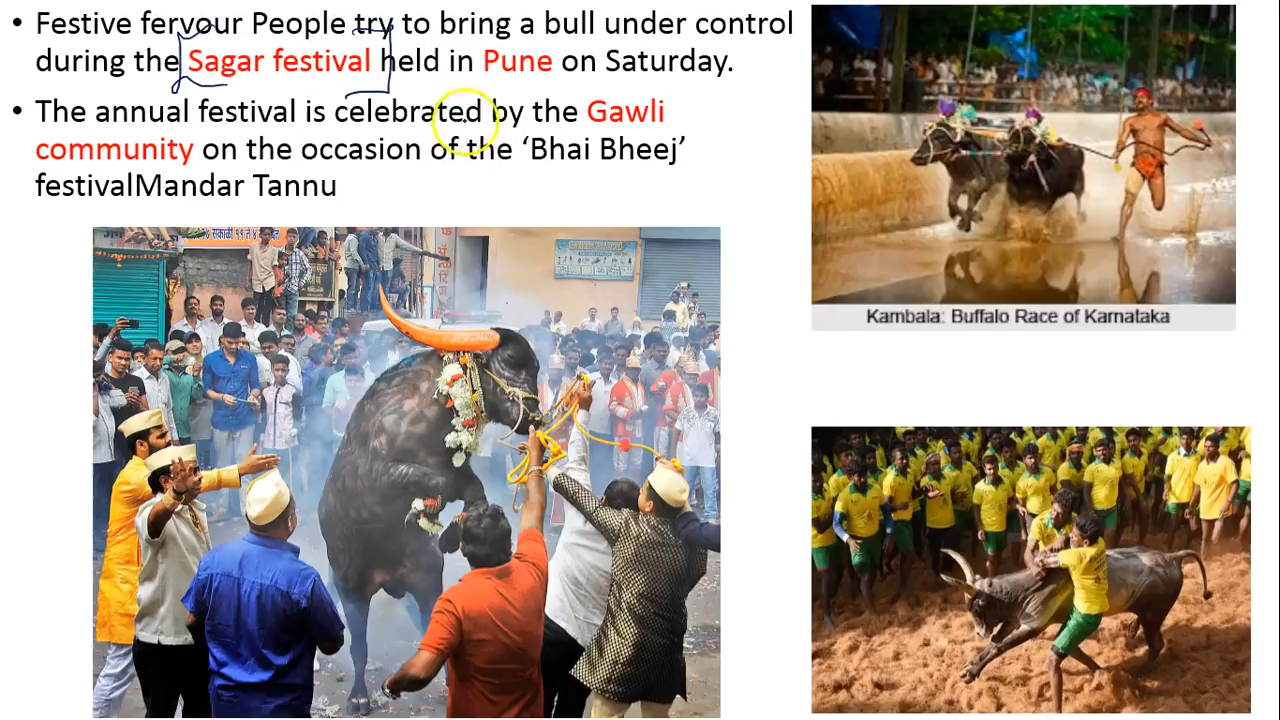 • Festive fervour People try to bring a bull under control
during the Sagar festival held in Pune on Saturday.
• The annual festival is celebrated by the Gawli
community on the occasion of the ‘Bhai Bheej’
festivalMandar Tannu
Kambala: Buffalo Race of Karnataka